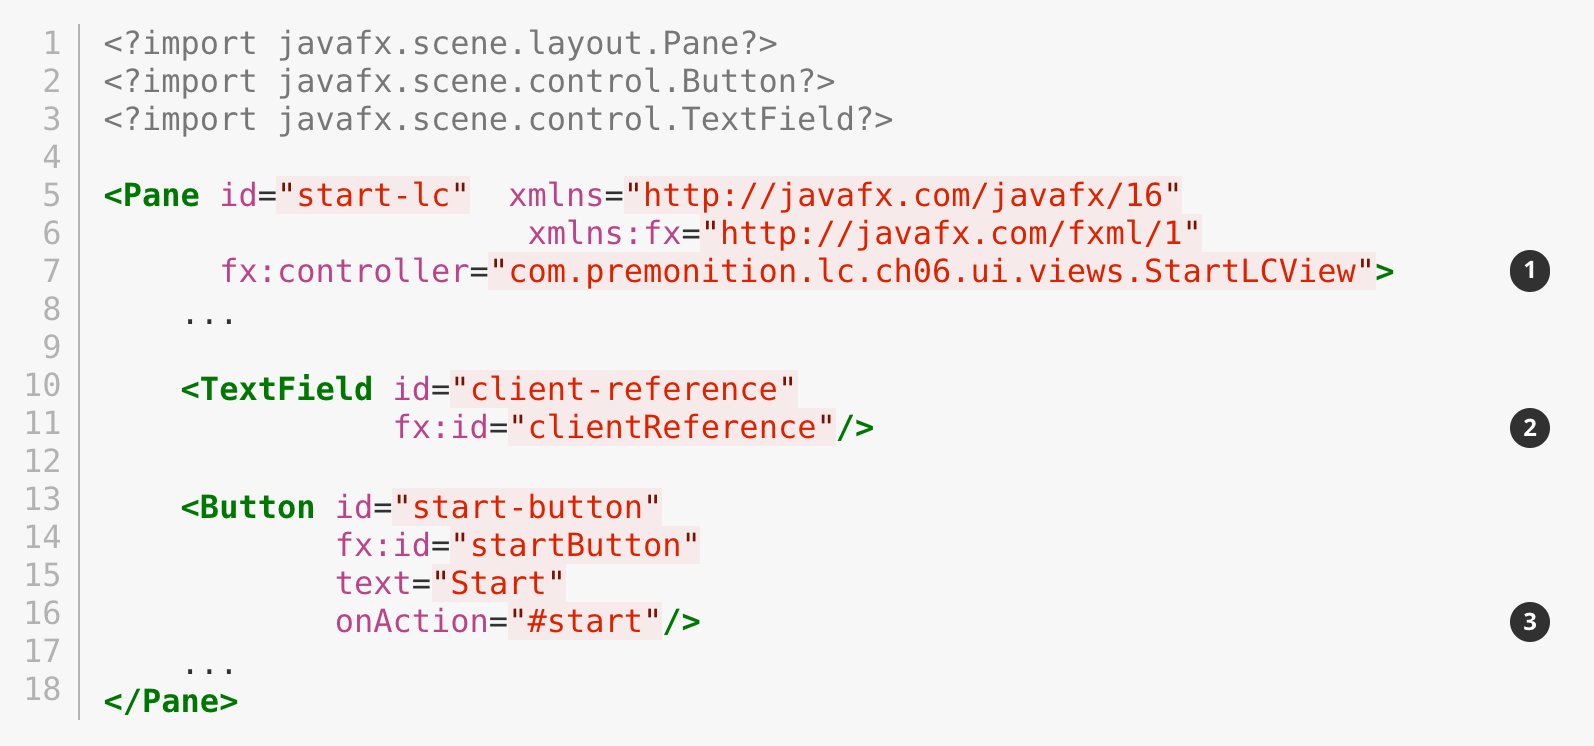 1 <?import javafx.scene.layout.Pane?>
2 <?import javafx.scene.control.Button?>
3 <?import javafx.scene.control.TextField?>
4
5 <Pane id="start-lc"  xmlns="http://javafx.com/javafx/16"
6                       xmlns:fx="http://javafx.com/fxml/1"
7       fx:controller="com.premonition.lc.ch06.ui.views.StartLCView"> 1
8     ...
9
10     <TextField id="client-reference"
11                fx:id="clientReference"/> 2
12
13     <Button id="start-button"
14             fx:id="startButton"
15             text="Start"
16             onAction="#start"/> 3
17     ...
18 </Pane>